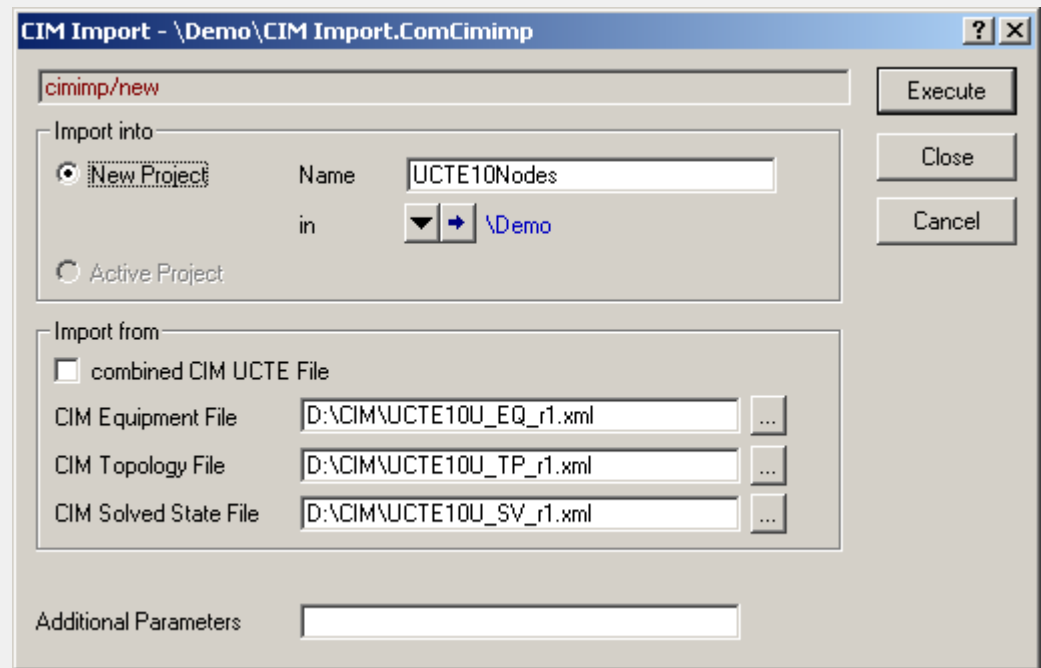 CIM Import - \Demo\CIM Import.ComCimimp
cimimp/new
Execute
Import into
New Project Name UCTE10Nodes
Close
in \Demo
Cancel
Active Project
Import from
combined CIM UCTE File
CIM Equipment File D:\CIM\UCTE10U_EQ_r1.xml ...
CIM Topology File D:\CIM\UCTE10U_TP_r1.xml ...
CIM Solved State File D:\CIM\UCTE10U_SV_r1.xml ...
Additional Parameters